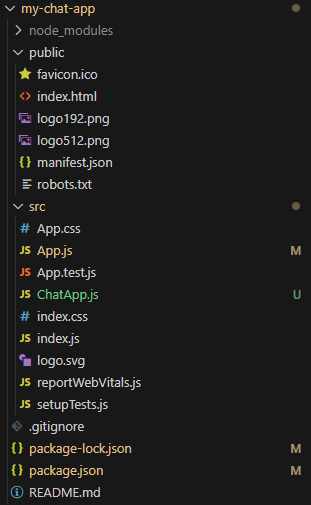 my-chat-app
node_modules
public
favicon.ico
index.html
logo192.png
logo512.png
manifest.json
robots.txt
src
App.css
App.js M
App.test.js
ChatApp.js U
index.css
index.js
logo.svg
reportWebVitals.js
setupTests.js
.gitignore
package-lock.json M
package.json M
README.md